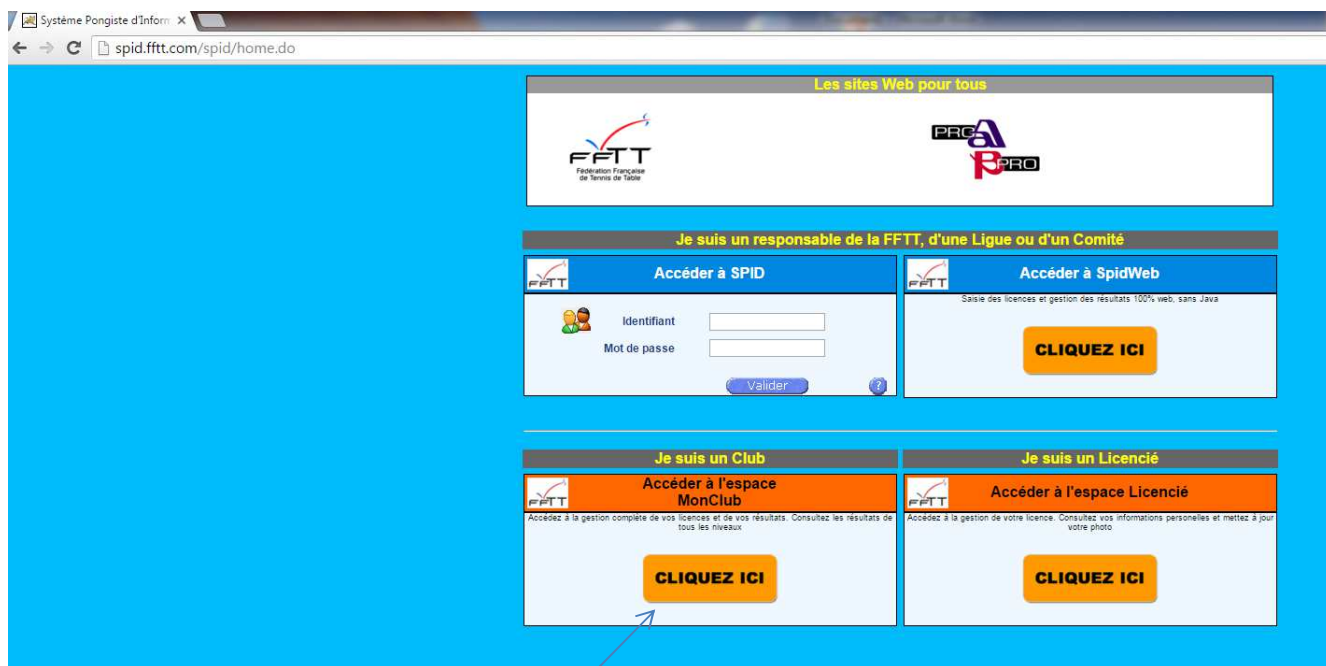 Système Pongiste d'Inform
spid.fftt.com/spid/home.do
Les sites Web pour tous
FFTT
Fédération Française
de Tennis de Table
PRO A
B PRO
Je suis un responsable de la FFTT, d'une Ligue ou d'un Comité
FFTT Accéder à SPID
FFTT Accéder à SpidWeb
Saisie des licences et gestion des résultats 100% web, sans Java
Identifiant
Mot de passe
Valider ?
CLIQUEZ ICI
Je suis un Club
Je suis un Licencié
FFTT Accéder à l'espace
MonClub
FFTT Accéder à l'espace Licencié
Accédez à la gestion complète de vos licences et de vos résultats. Consultez les résultats de
tous les niveaux
Accédez à la gestion de votre licence. Consultez vos informations personelles et mettez à jour
votre photo
CLIQUEZ ICI
CLIQUEZ ICI